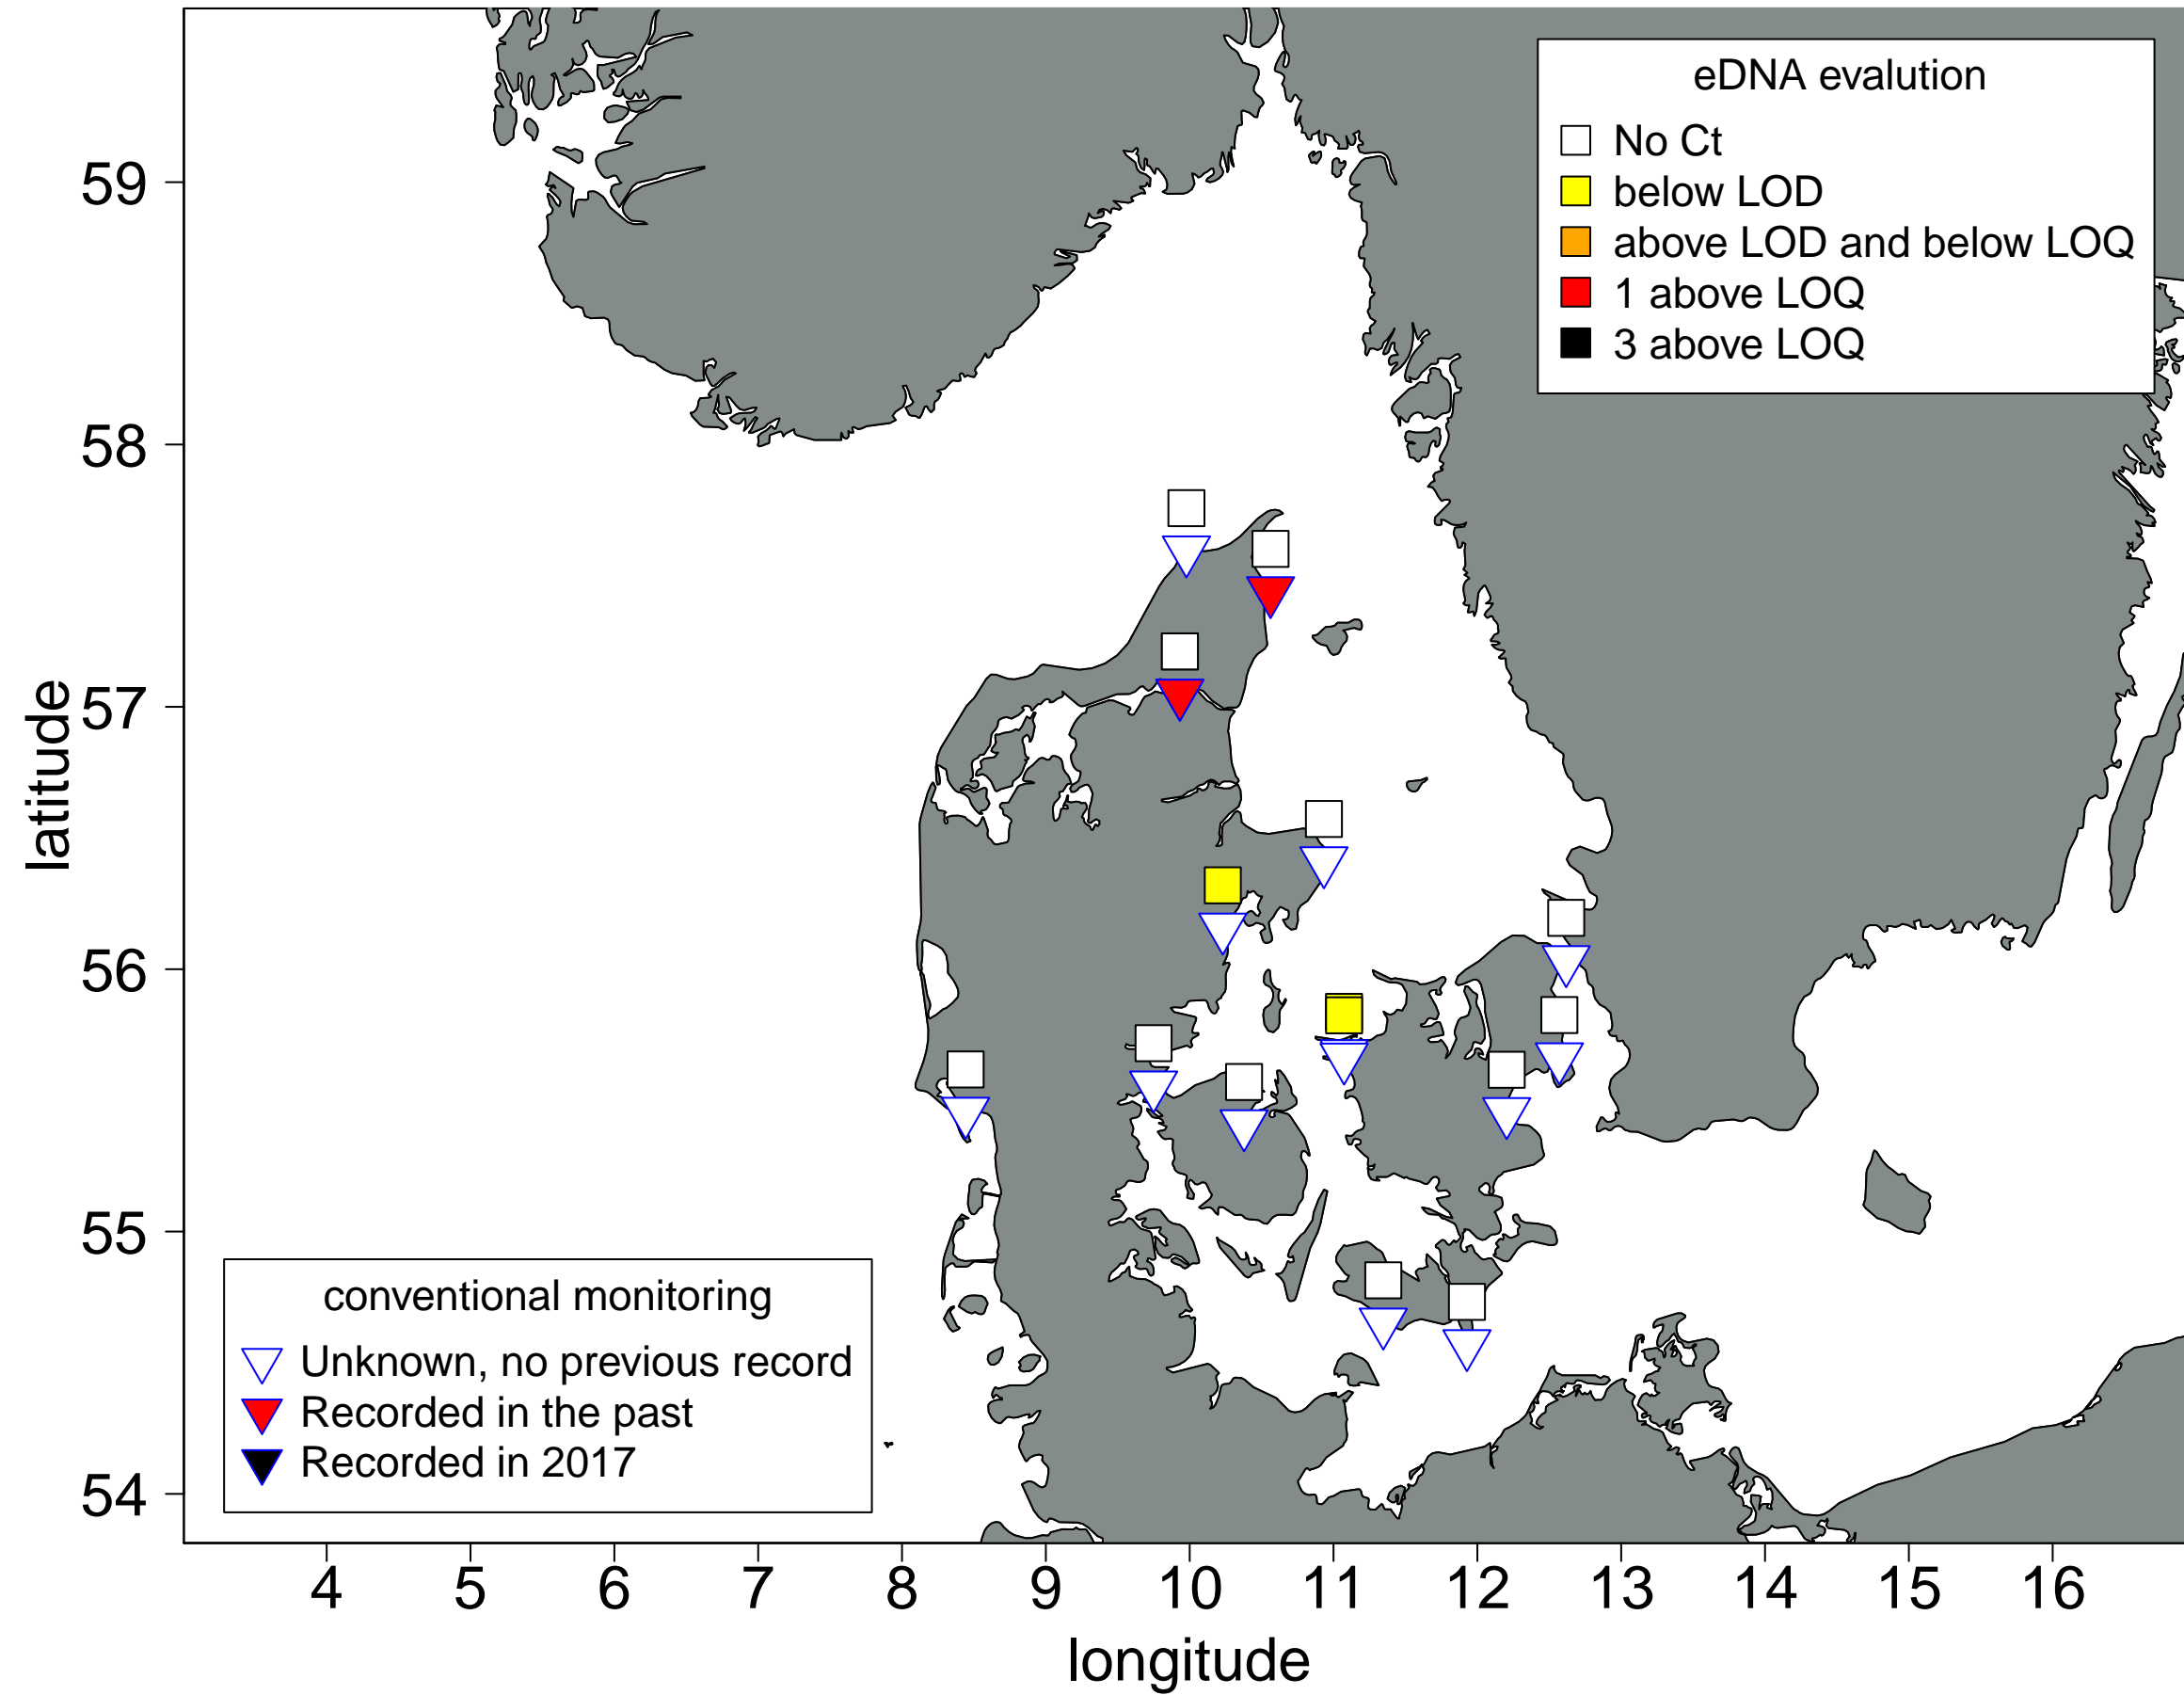 eDNA evalution
No Ct
below LOD
above LOD and below LOQ
1 above LOQ
3 above LOQ
59
58
57
56
55
54
latitude
conventional monitoring
Unknown, no previous record
Recorded in the past
Recorded in 2017
4 5 6 7 8 9 10 11 12 13 14 15 16
longitude